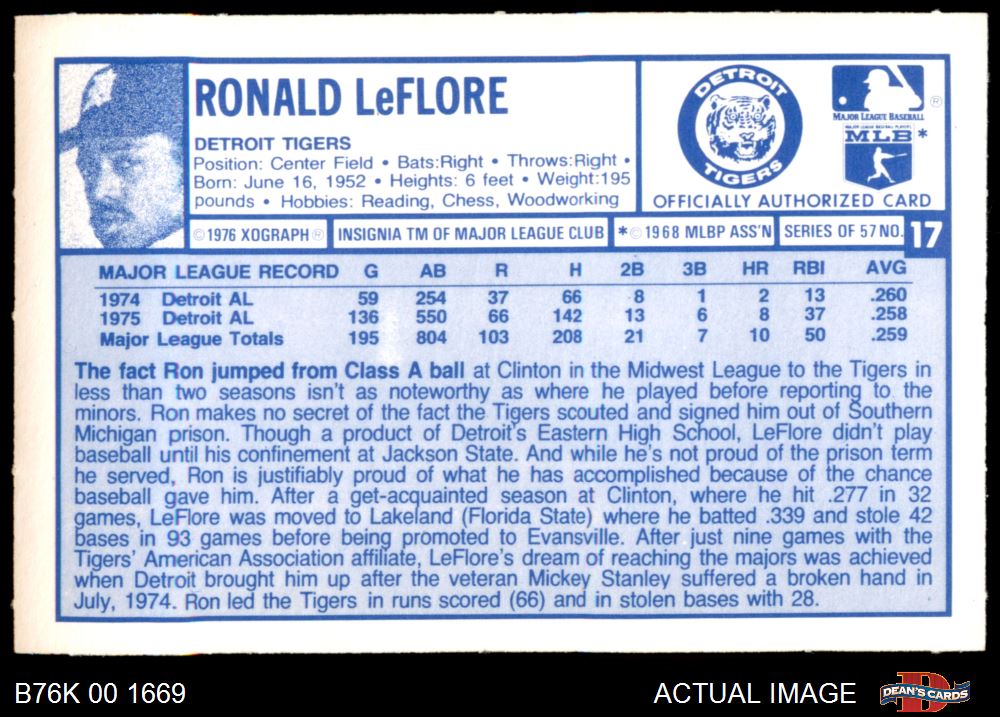 RONALD LeFLORE
DETROIT TIGERS
Position: Center Field • Bats:Right • Throws:Right •
Born: June 16, 1952 • Heights: 6 feet • Weight:195
pounds • Hobbies: Reading, Chess, Woodworking
DETROIT
TIGERS
MAJOR LEAGUE BASEBALL
®
MAJOR LEAGUE BASEBALL PLAYERS
MLB *
OFFICIALLY AUTHORIZED CARD
©1976 XOGRAPH®
INSIGNIA TM OF MAJOR LEAGUE CLUB
*©1968 MLBP ASS'N
SERIES OF 57 NO. 17
MAJOR LEAGUE RECORD G AB R H 2B 3B HR RBI AVG
1974 Detroit AL 59 254 37 66 8 1 2 13 .260
1975 Detroit AL 136 550 66 142 13 6 8 37 .258
Major League Totals 195 804 103 208 21 7 10 50 .259
The fact Ron jumped from Class A ball at Clinton in the Midwest League to the Tigers in
less than two seasons isn't as noteworthy as where he played before reporting to the
minors. Ron makes no secret of the fact the Tigers scouted and signed him out of Southern
Michigan prison. Though a product of Detroit's Eastern High School, LeFlore didn't play
baseball until his confinement at Jackson State. And while he's not proud of the prison term
he served, Ron is justifiably proud of what he has accomplished because of the chance
baseball gave him. After a get-acquainted season at Clinton, where he hit .277 in 32
games, LeFlore was moved to Lakeland (Florida State) where he batted .339 and stole 42
bases in 93 games before being promoted to Evansville. After just nine games with the
Tigers' American Association affiliate, LeFlore's dream of reaching the majors was achieved
when Detroit brought him up after the veteran Mickey Stanley suffered a broken hand in
July, 1974. Ron led the Tigers in runs scored (66) and in stolen bases with 28.
B76K 00 1669
ACTUAL IMAGE
DEAN'S CARDS